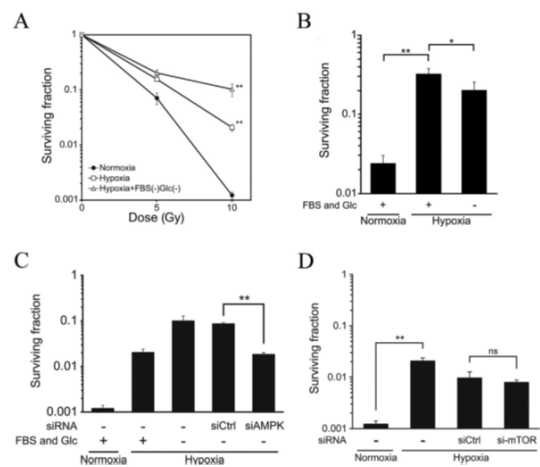 A
Surviving fraction
1
0.1
0.01
0.001
0
5
10
Dose (Gy)
**
**
Normoxia
Hypoxia
Hypoxia+FBS(-)Glc(-)
B
Surviving fraction
1
0.1
0.01
**
*
FBS and Glc + + -
Normoxia Hypoxia
C
Surviving fraction
1
0.1
0.01
0.001
**
siRNA - - - siCtrl siAMPK
FBS and Glc + + - - -
Normoxia Hypoxia
D
Surviving fraction
1
0.1
0.01
0.001
**
ns
siRNA - - siCtrl si-mTOR
Normoxia Hypoxia